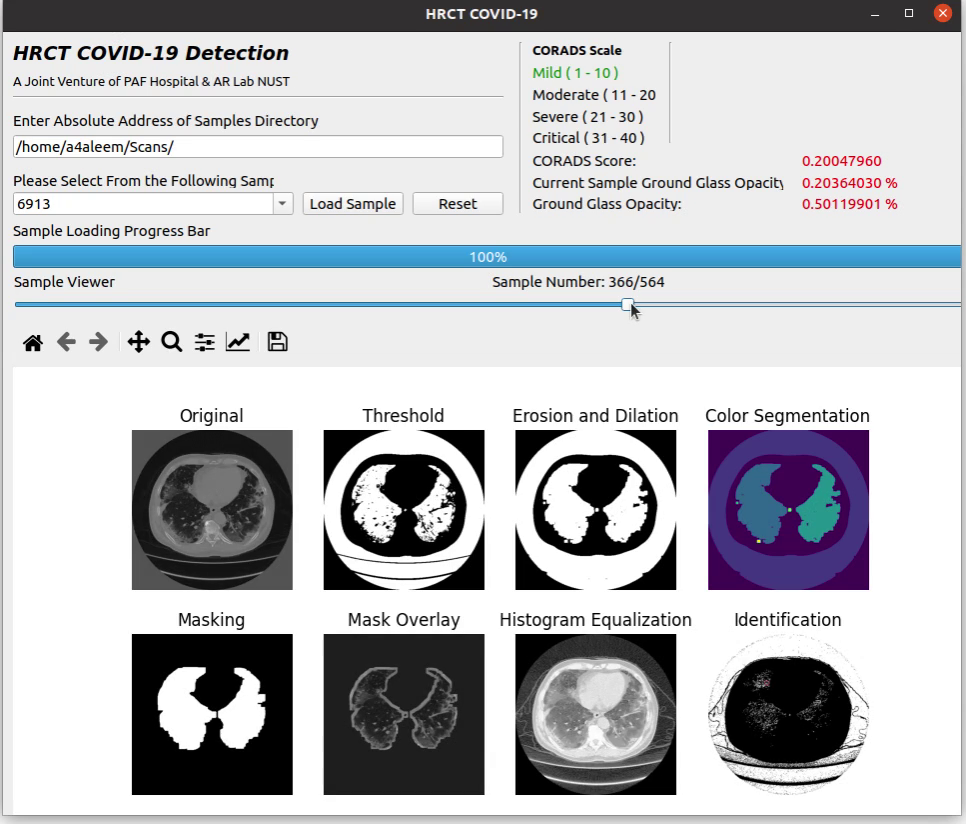 HRCT COVID-19
HRCT COVID-19 Detection
A Joint Venture of PAF Hospital & AR Lab NUST
Enter Absolute Address of Samples Directory
/home/a4aleem/Scans/
Please Select From the Following Samp
6913
Load Sample
Reset
CORADS Scale
Mild ( 1 - 10 )
Moderate ( 11 - 20
Severe ( 21 - 30 )
Critical ( 31 - 40 )
CORADS Score: 0.20047960
Current Sample Ground Glass Opacity 0.20364030 %
Ground Glass Opacity: 0.50119901 %
Sample Loading Progress Bar
100%
Sample Viewer
Sample Number: 366/564
Original Threshold Erosion and Dilation Color Segmentation
Masking Mask Overlay Histogram Equalization Identification